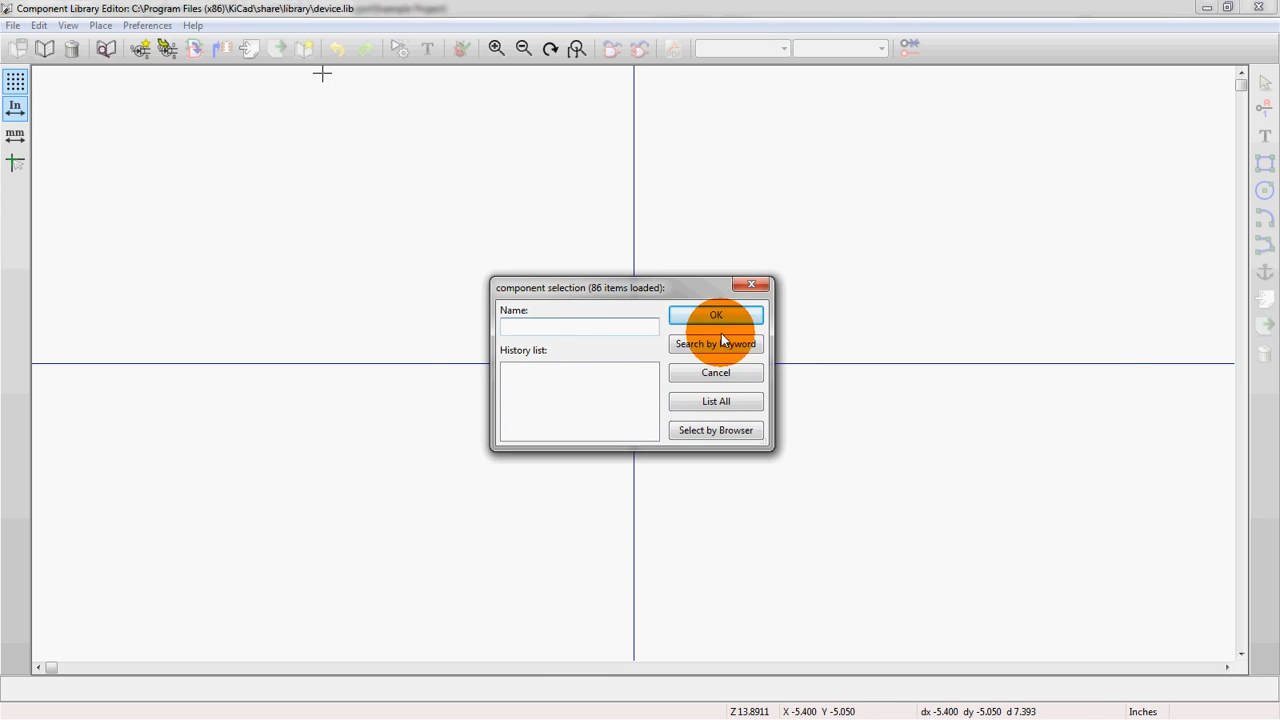 Component Library Editor: C:\Program Files (x86)\KiCad\share\library\device.lib
File Edit View Place Preferences Help
In
mm
component selection (86 items loaded):
Name:
OK
Search by Keyword
History list:
Cancel
List All
Select by Browser
Z 13.8911 X -5.400 Y -5.050 dx -5.400 dy -5.050 d 7.393 Inches